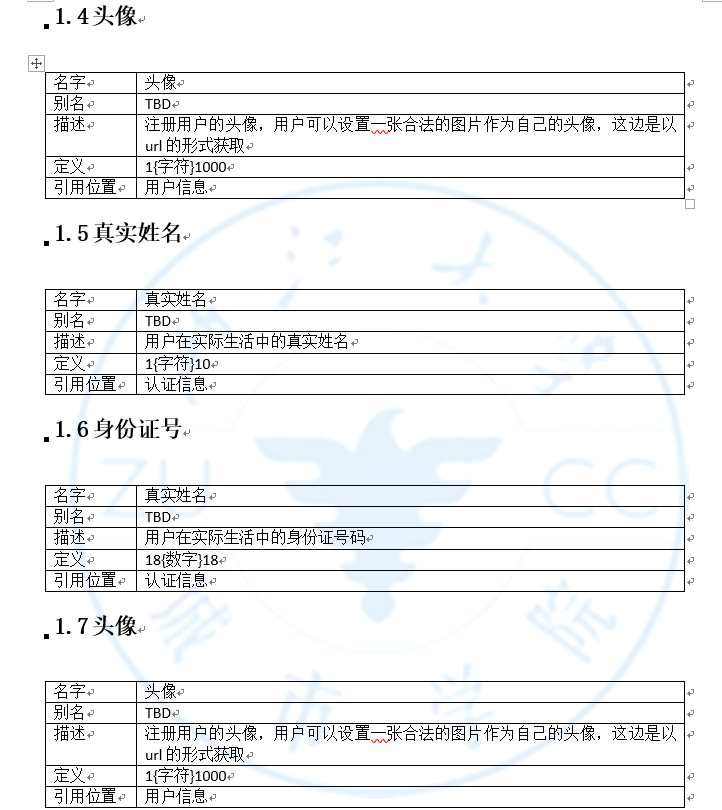 1.4头像
名字 头像
别名 TBD
描述 注册用户的头像，用户可以设置一张合法的图片作为自己的头像，这边是以
url 的形式获取
定义 1{字符}1000
引用位置 用户信息
1.5真实姓名
名字 真实姓名
别名 TBD
描述 用户在实际生活中的真实姓名
定义 1{字符}10
引用位置 认证信息
1.6身份证号
名字 真实姓名
别名 TBD
描述 用户在实际生活中的身份证号码
定义 18{数字}18
引用位置 认证信息
ZU CC
1.7头像
名字 头像
别名 TBD
描述 注册用户的头像，用户可以设置一张合法的图片作为自己的头像，这边是以
url 的形式获取
定义 1{字符}1000
引用位置 用户信息